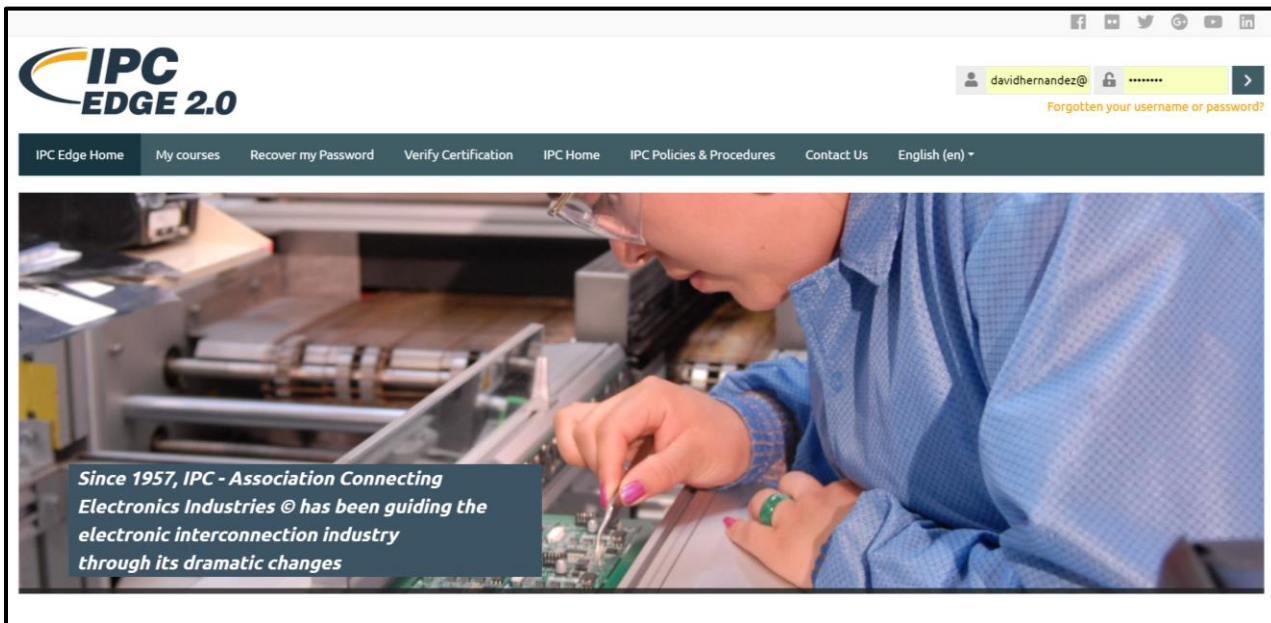 IPC
EDGE 2.0
davidhernandez@
••••••••
Forgotten your username or password?
IPC Edge Home My courses Recover my Password Verify Certification IPC Home IPC Policies & Procedures Contact Us English (en)
Since 1957, IPC - Association Connecting
Electronics Industries © has been guiding the
electronic interconnection industry
through its dramatic changes